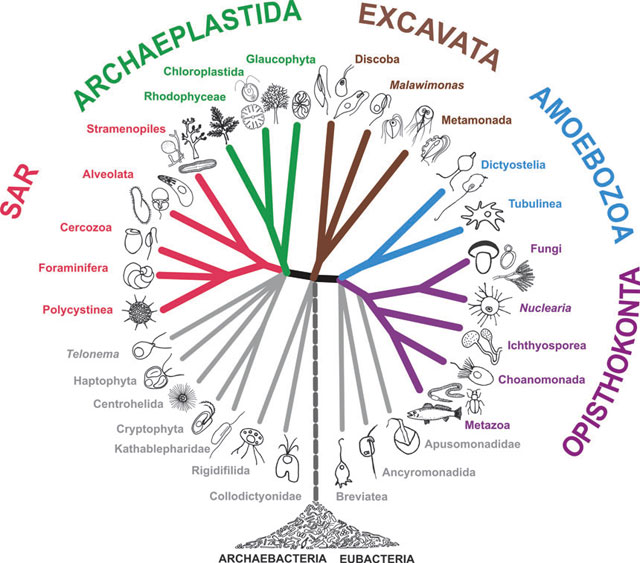 ARCHAEPLASTIDA
EXCAVATA
AMOEBOZOA
OPISTHOKONTA
SAR
Glaucophyta
Chloroplastida
Rhodophyceae
Stramenopiles
Alveolata
Cercozoa
Foraminifera
Polycystinea
Telonema
Haptophyta
Centrohelida
Cryptophyta
Kathablepharidae
Rigidifilida
Collodictyonidae
Discoba
Malawimonas
Metamonada
Dictyostelia
Tubulinea
Fungi
Nuclearia
Ichthyosporea
Choanomonada
Metazoa
Apusomonadidae
Ancyromonadida
Breviatea
ARCHAEBACTERIA EUBACTERIA